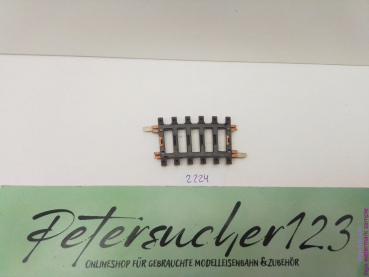 2224
Petersucher123
ONLINESHOP FÜR GEBRAUCHTE MODELLEISENBAHN & ZUBEHÖR